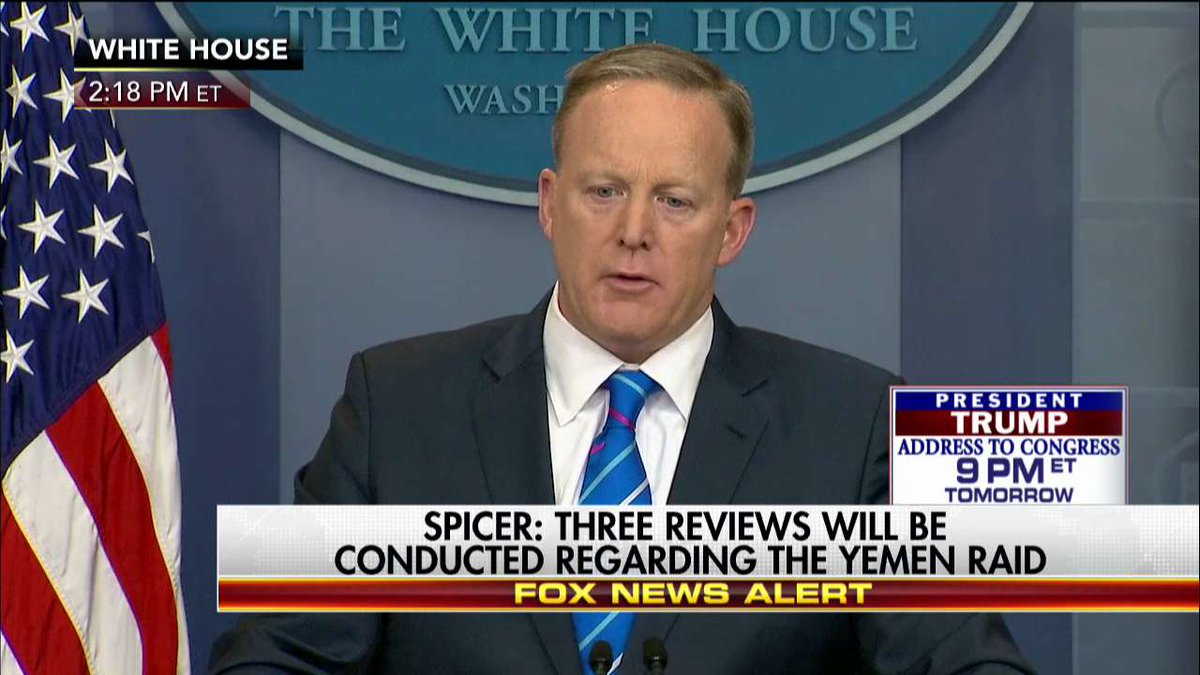 THE WHITE HOUSE
WASH
WHITE HOUSE
2:18 PM ET
PRESIDENT
TRUMP
ADDRESS TO CONGRESS
9 PM ET
TOMORROW
SPICER: THREE REVIEWS WILL BE
CONDUCTED REGARDING THE YEMEN RAID
FOX NEWS ALERT